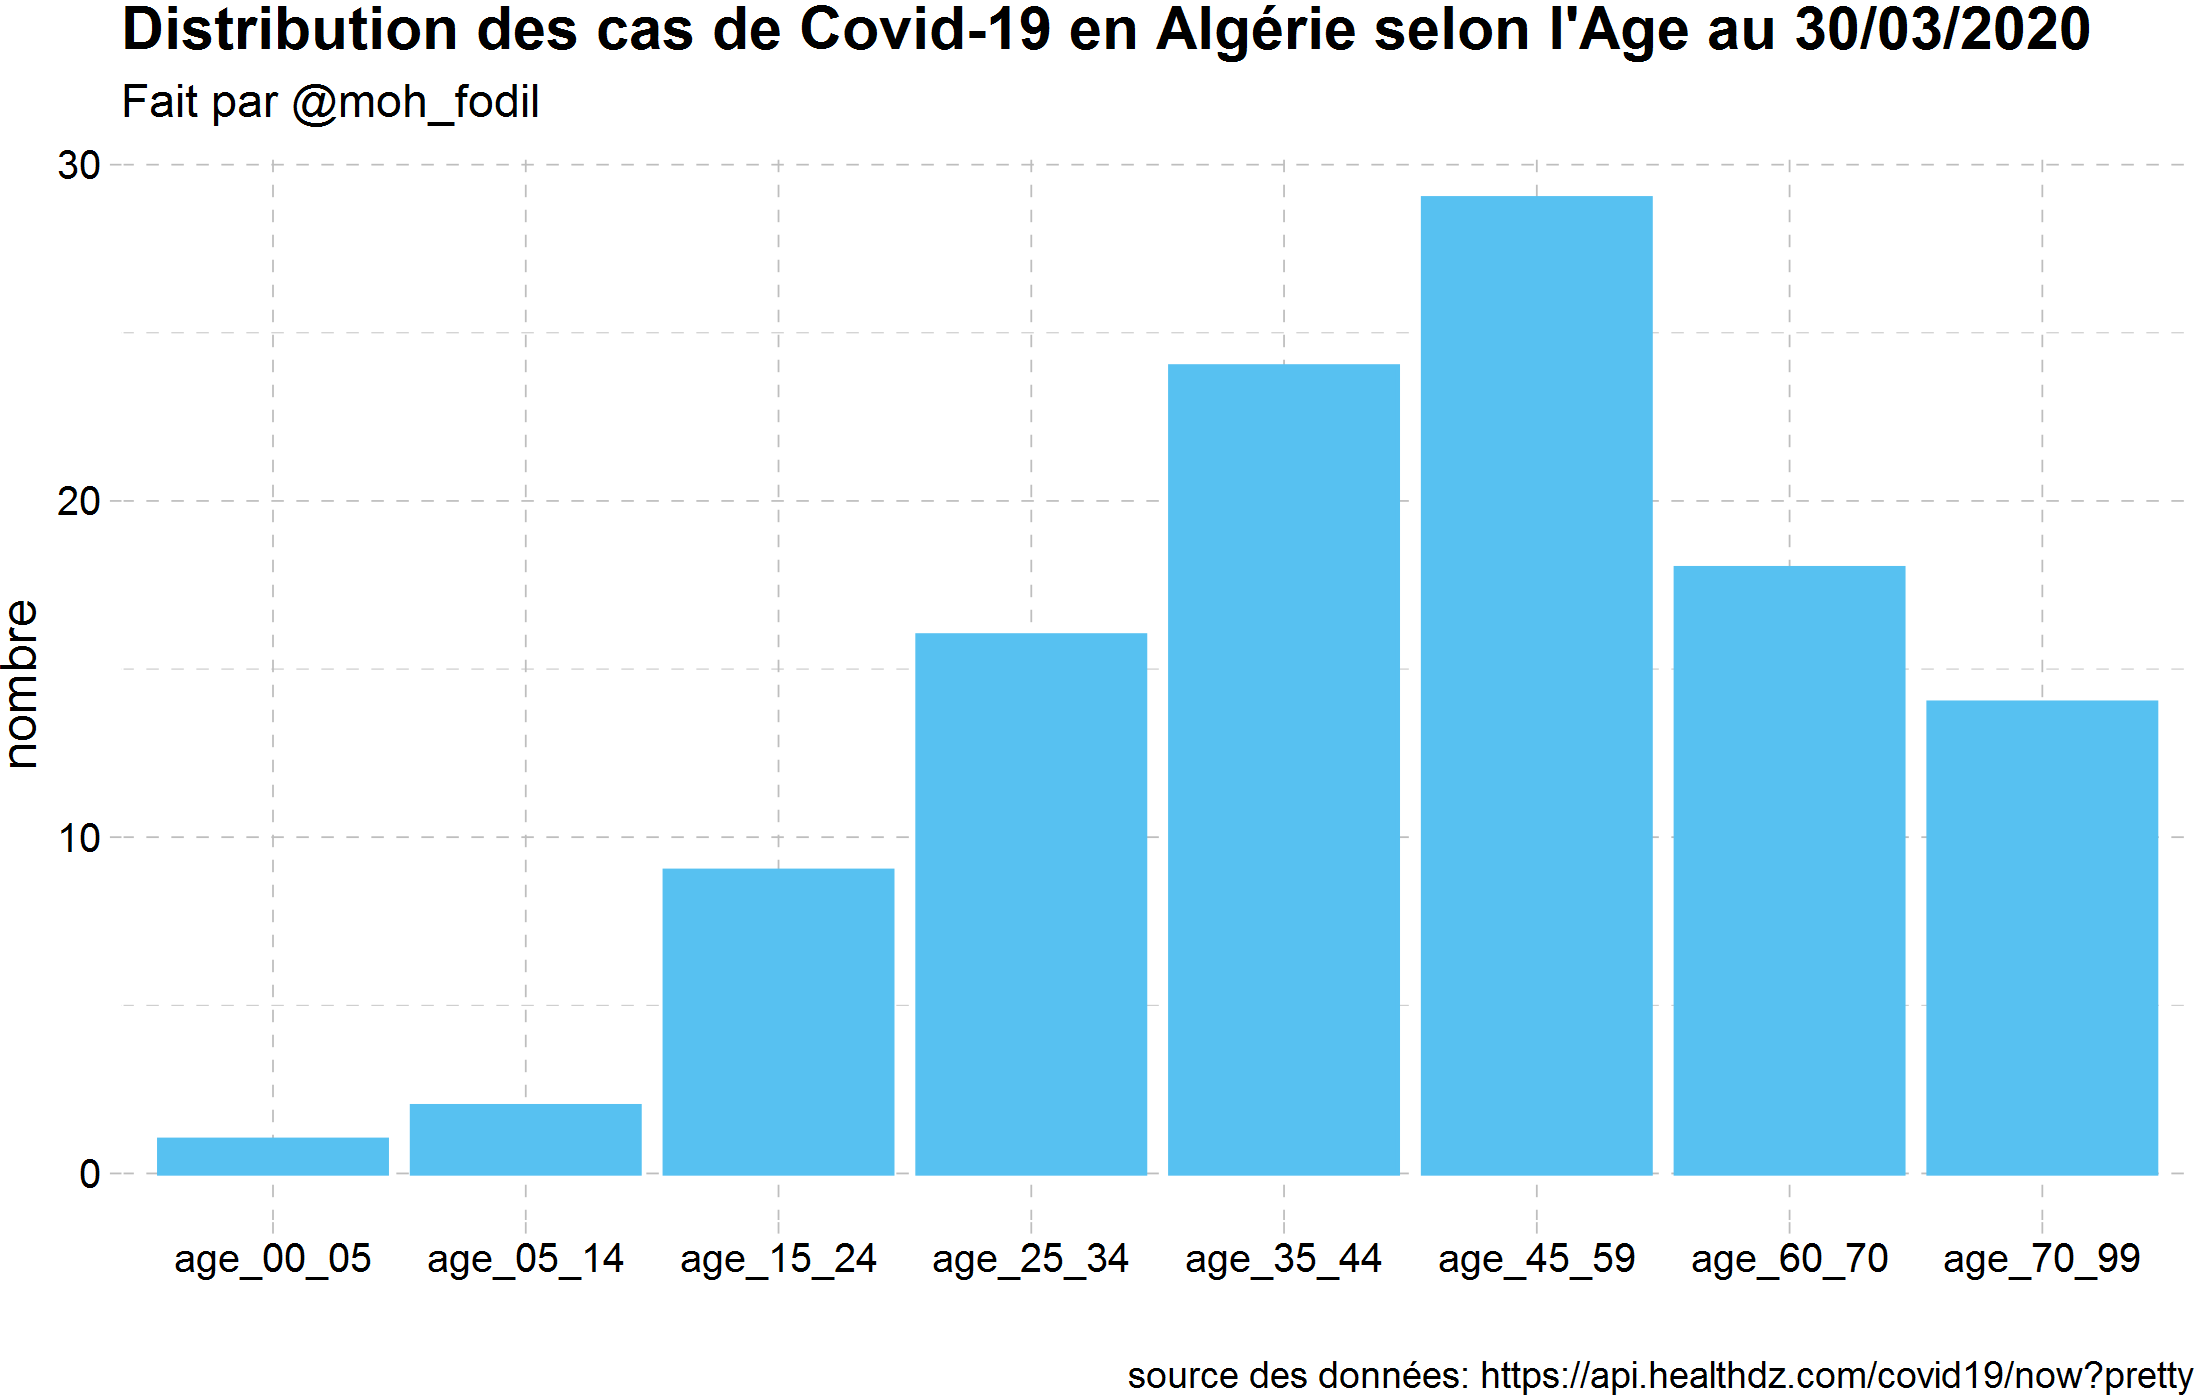 Distribution des cas de Covid-19 en Algérie selon l'Age au 30/03/2020
Fait par @moh_fodil
30
20
10
0
nombre
age_00_05 age_05_14 age_15_24 age_25_34 age_35_44 age_45_59 age_60_70 age_70_99
source des données: https://api.healthdz.com/covid19/now?pretty